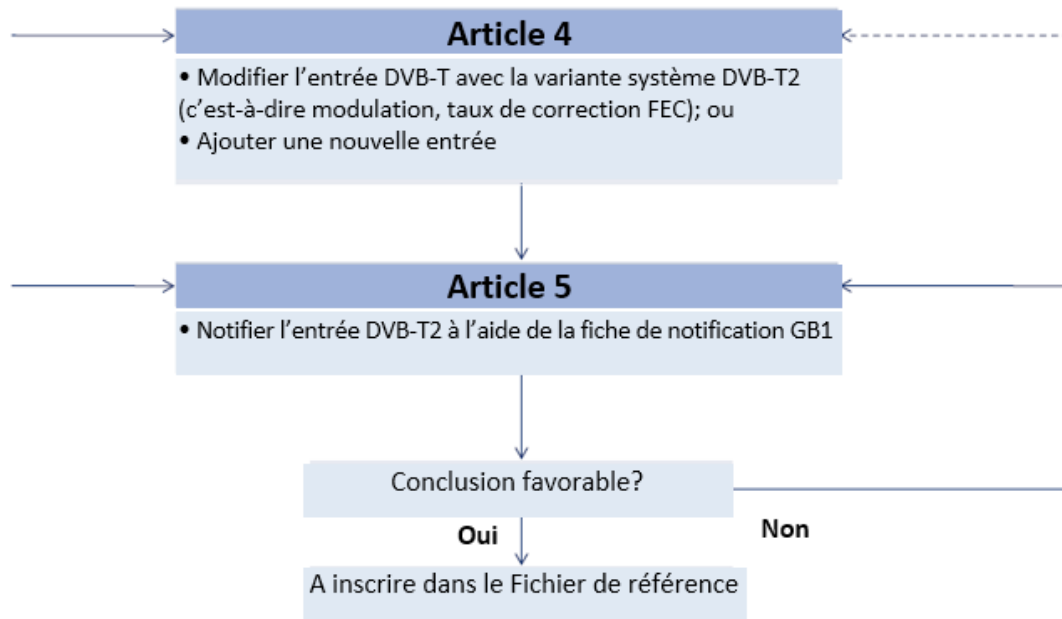 Article 4
• Modifier l'entrée DVB-T avec la variante système DVB-T2
(c'est-à-dire modulation, taux de correction FEC); ou
• Ajouter une nouvelle entrée
Article 5
• Notifier l'entrée DVB-T2 à l'aide de la fiche de notification GB1
Conclusion favorable?
Oui
Non
A inscrire dans le Fichier de référence